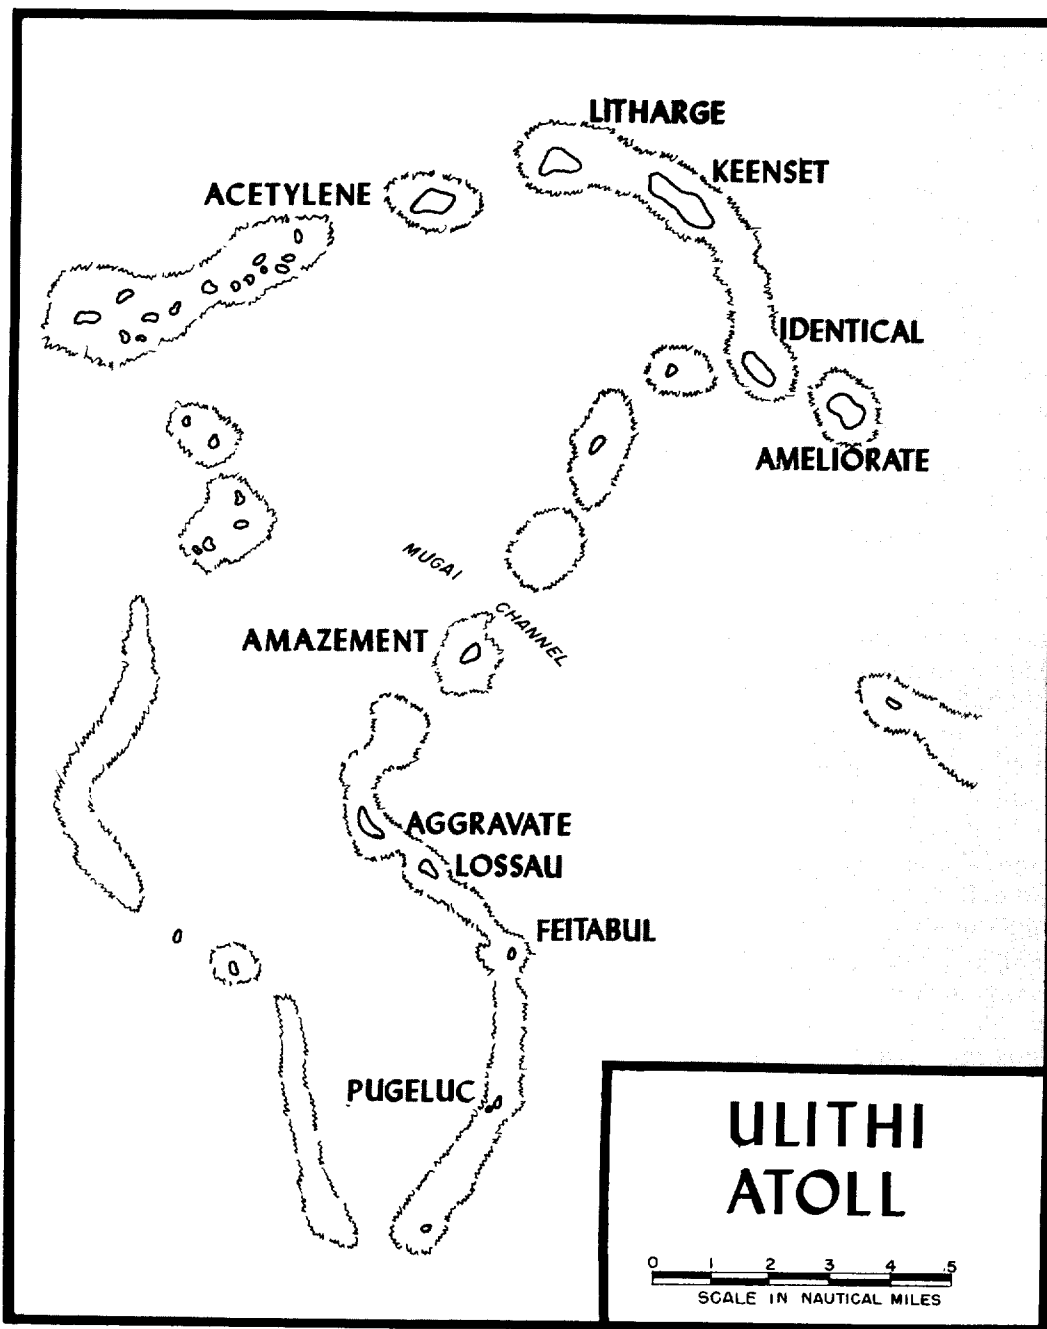 LITHARGE
KEENSET
ACETYLENE
IDENTICAL
AMELIORATE
MUGAI
CHANNEL
AMAZEMENT
AGGRAVATE
LOSSAU
FEITABUL
PUGELUC
ULITHI
ATOLL
0 1 2 3 4 5
SCALE IN NAUTICAL MILES